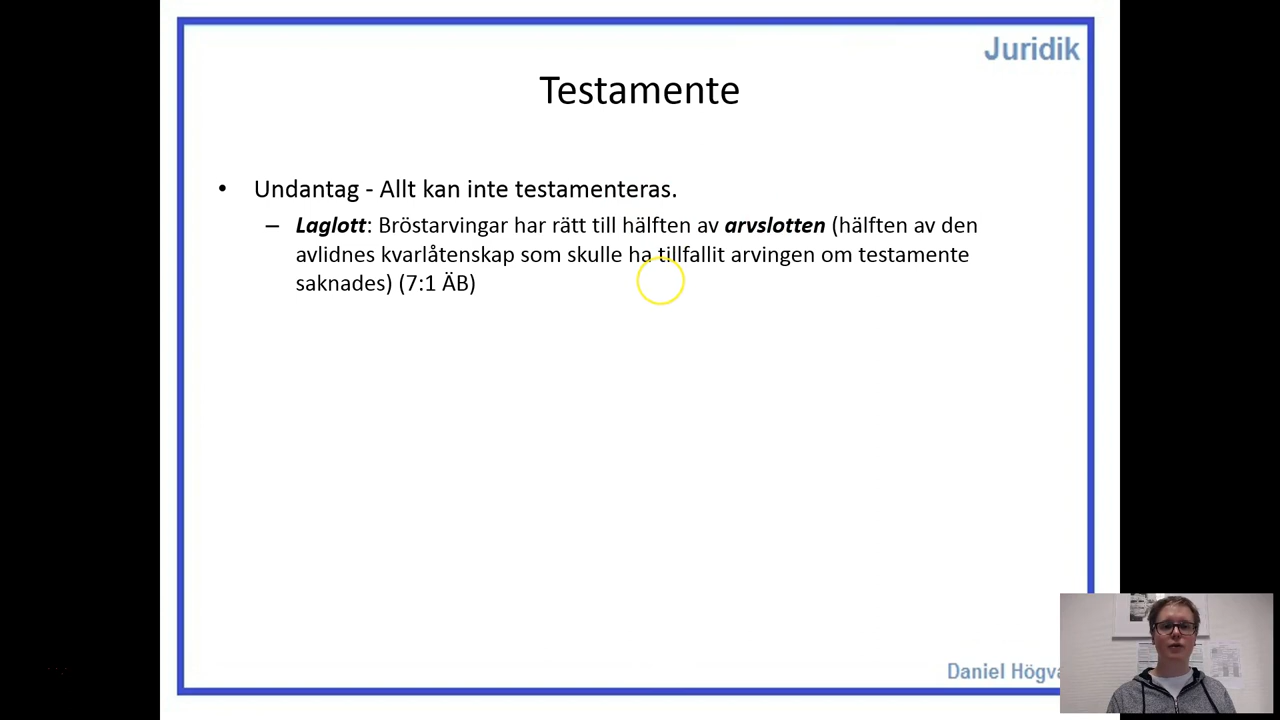 Juridik
Testamente
• Undantag - Allt kan inte testamenteras.
– Laglott: Bröstarvingar har rätt till hälften av arvslotten (hälften av den
avlidnes kvarlåtenskap som skulle ha tillfallit arvingen om testamente
saknades) (7:1 ÄB)
Daniel